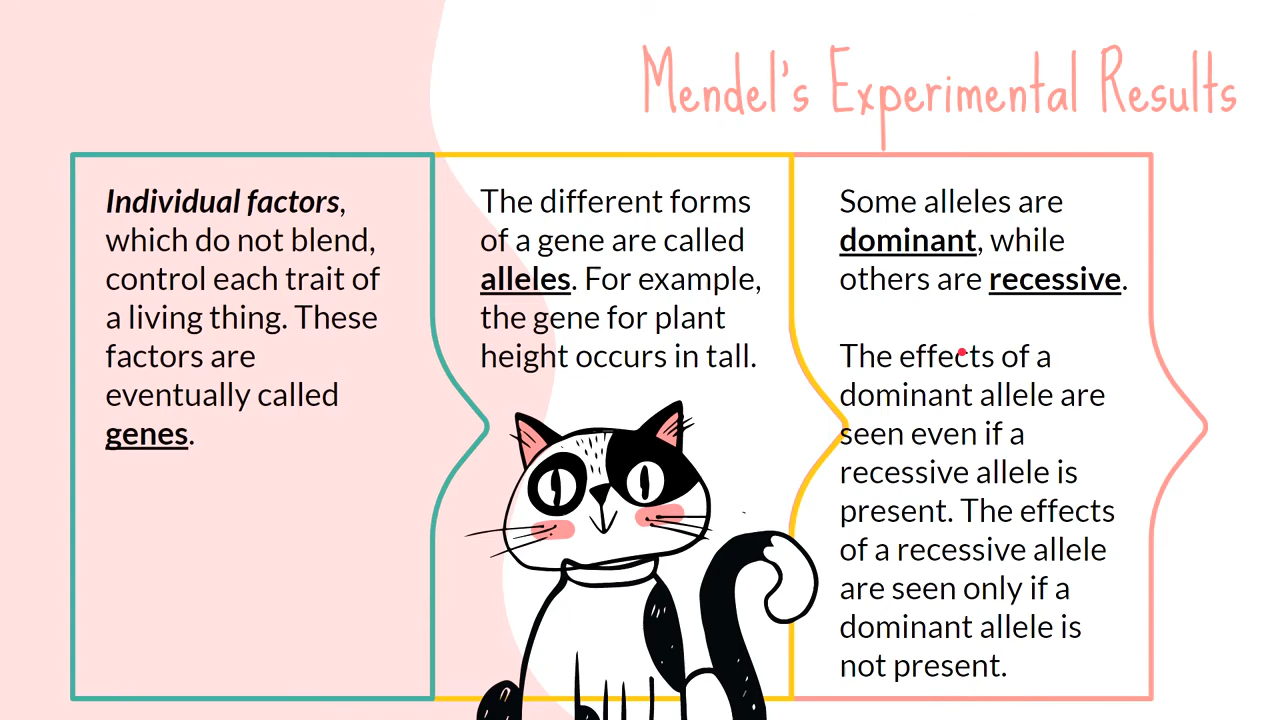 Mendel's Experimental Results
Individual factors,
which do not blend,
control each trait of
a living thing. These
factors are
eventually called
genes.
The different forms
of a gene are called
alleles. For example,
the gene for plant
height occurs in tall.
Some alleles are
dominant, while
others are recessive.
The effects of a
dominant allele are
seen even if a
recessive allele is
present. The effects
of a recessive allele
are seen only if a
dominant allele is
not present.